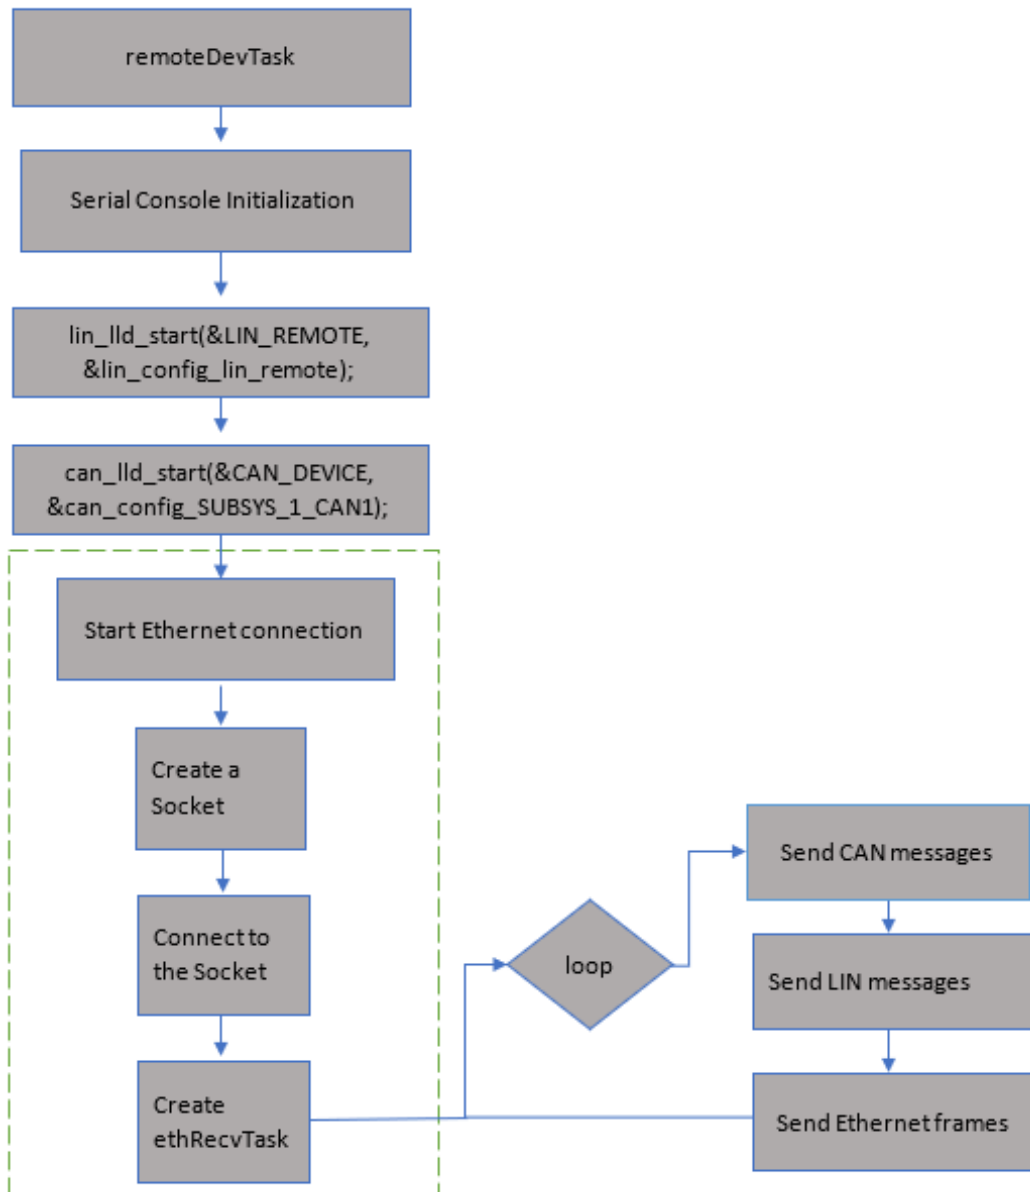 remoteDevTask
Serial Console Initialization
lin_lld_start(&LIN_REMOTE,
&lin_config_lin_remote);
can_lld_start(&CAN_DEVICE,
&can_config_SUBSYS_1_CAN1);
Start Ethernet connection
Create a
Socket
Connect to
the Socket
Create
ethRecvTask
loop
Send CAN messages
Send LIN messages
Send Ethernet frames